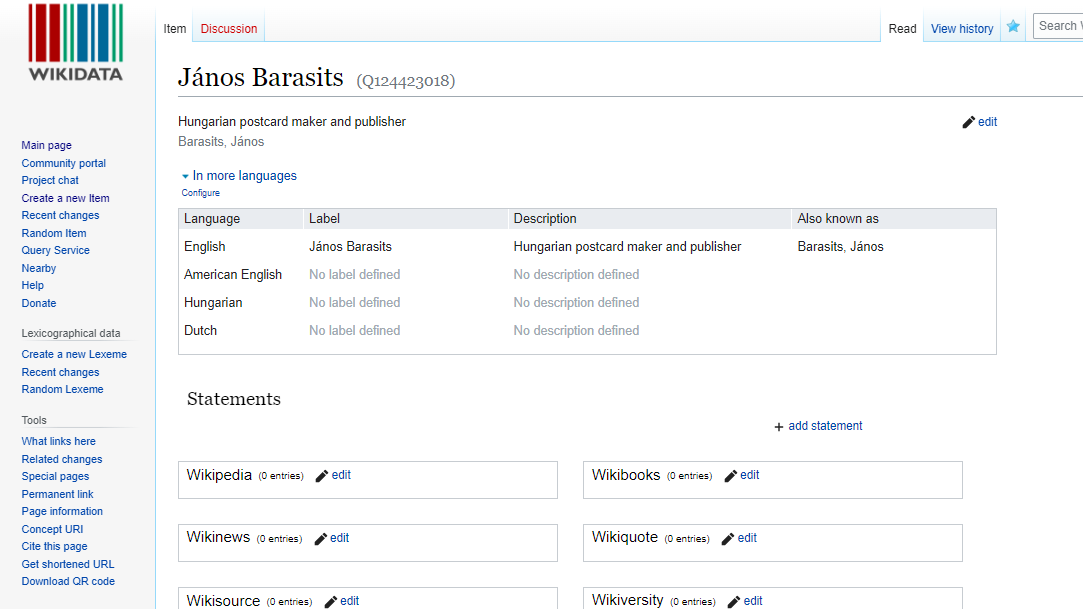 WIKIDATA
Item Discussion Read View history Search
János Barasits (Q124423018)
Hungarian postcard maker and publisher edit
Barasits, János
In more languages
Configure
Language Label Description Also known as
English János Barasits Hungarian postcard maker and publisher Barasits, János
American English No label defined No description defined
Hungarian No label defined No description defined
Dutch No label defined No description defined
Statements
+ add statement
Wikipedia (0 entries) edit Wikibooks (0 entries) edit
Wikinews (0 entries) edit Wikiquote (0 entries) edit
Wikisource (0 entries) edit Wikiversity (0 entries) edit
Main page
Community portal
Project chat
Create a new Item
Recent changes
Random Item
Query Service
Nearby
Help
Donate
Lexicographical data
Create a new Lexeme
Recent changes
Random Lexeme
Tools
What links here
Related changes
Special pages
Permanent link
Page information
Concept URI
Cite this page
Get shortened URL
Download QR code